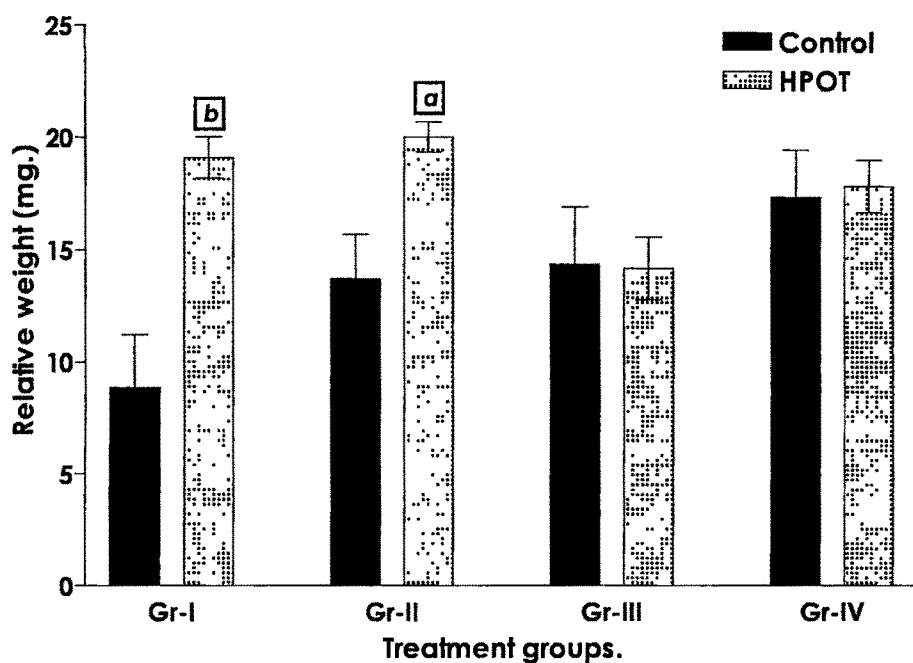 25
20
15
10
5
0
Relative weight (mg.)
Control
HPOT
b
a
Gr-I
Gr-II
Gr-III
Gr-IV
Treatment groups.